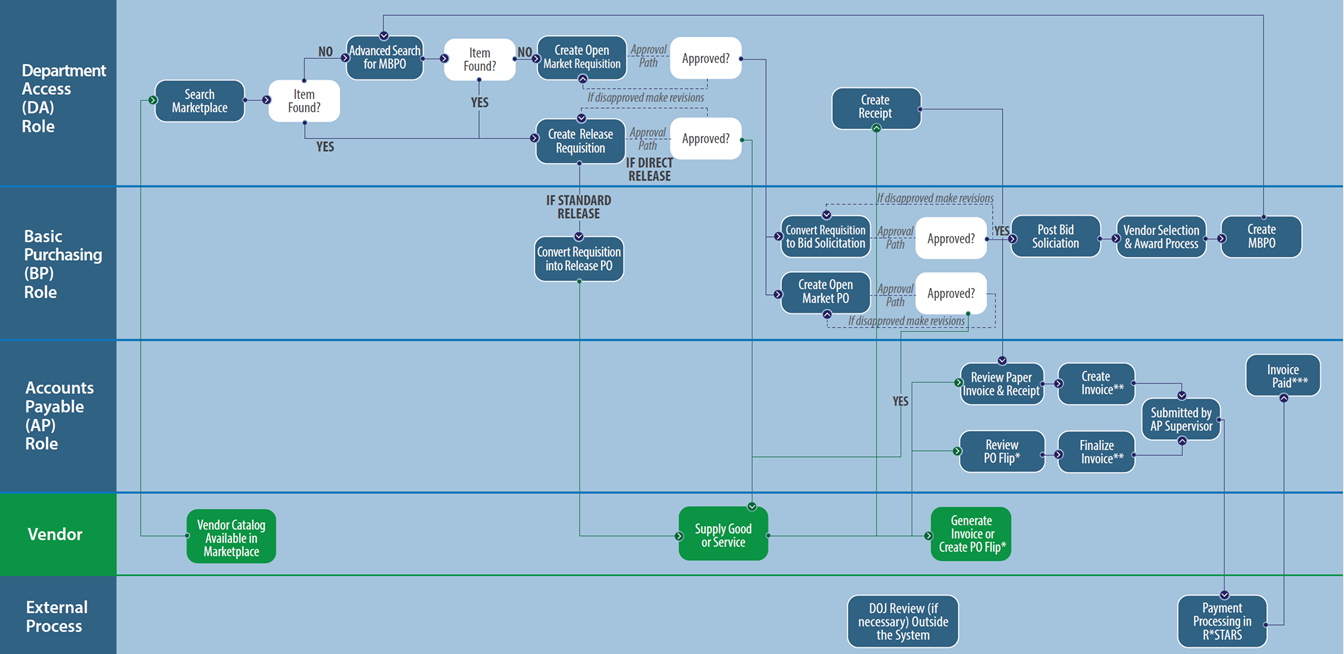 Department
Access
(DA)
Role
Search
Marketplace
Item
Found?
NO
YES
Advanced Search
for MBPO
Item
Found?
NO
YES
Create Open
Market Requisition
Approval
Path
Approved?
If disapproved make revisions
Create Release
Requisition
Approval
Path
Approved?
IF DIRECT
RELEASE
Create
Receipt
Basic
Purchasing
(BP)
Role
IF STANDARD
RELEASE
Convert Requisition
into Release PO
If disapproved make revisions
Convert Requisition
to Bid Solicitation
Approval
Path
Approved?
YES
Post Bid
Soliciation
Vendor Selection
& Award Process
Create
MBPO
Create Open
Market PO
Approval
Path
Approved?
If disapproved make revisions
Accounts
Payable
(AP)
Role
YES
Review Paper
Invoice & Receipt
Create
Invoice**
Submitted by
AP Supervisor
Invoice
Paid***
Review
PO Flip*
Finalize
Invoice**
Vendor
Vendor Catalog
Available in
Marketplace
Supply Good
or Service
Generate
Invoice or
Create PO Flip*
External
Process
DOJ Review (if
necessary) Outside
the System
Payment
Processing in
R*STARS